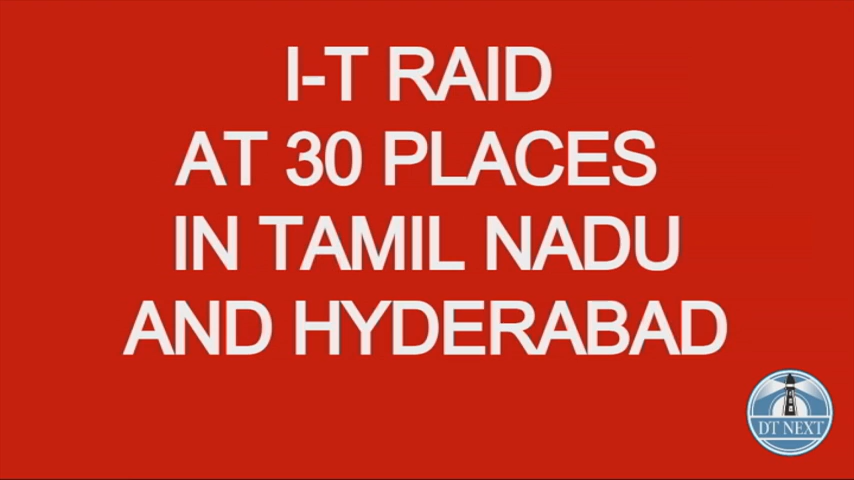 I-T RAID
AT 30 PLACES
IN TAMIL NADU
AND HYDERABAD
DT NEXT